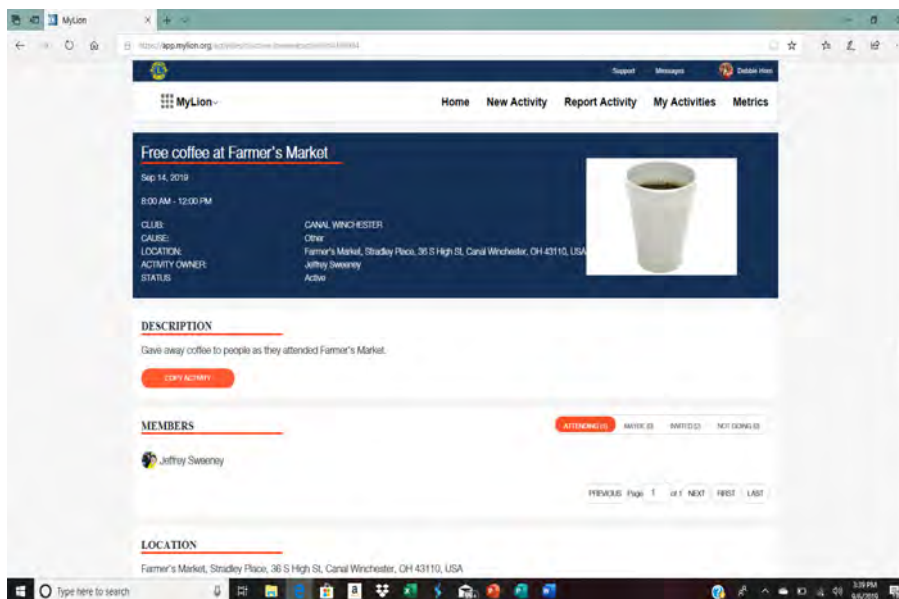 MyLion
app.mylion.org
Support Messages Debbie
MyLion
Home New Activity Report Activity My Activities Metrics
Free coffee at Farmer's Market
Sep 14, 2019
8:00 AM - 12:00 PM
CLUB: CANAL WINCHESTER
CAUSE: Other
LOCATION: Farmer's Market, Stradley Place, 36 S High St, Canal Winchester, OH 43110, USA
ACTIVITY OWNER: Jeffrey Sweeney
STATUS Active
DESCRIPTION
Gave away coffee to people as they attended Farmer's Market.
COPY ACTIVITY
MEMBERS
ATTENDING (1) MAYBE (0) INVITED NOT GOING (0)
Jeffrey Sweeney
PREVIOUS Page 1 of 1 NEXT FIRST LAST
LOCATION
Farmer's Market, Stradley Place, 36 S High St, Canal Winchester, OH 43110, USA
Type here to search
3:39 PM